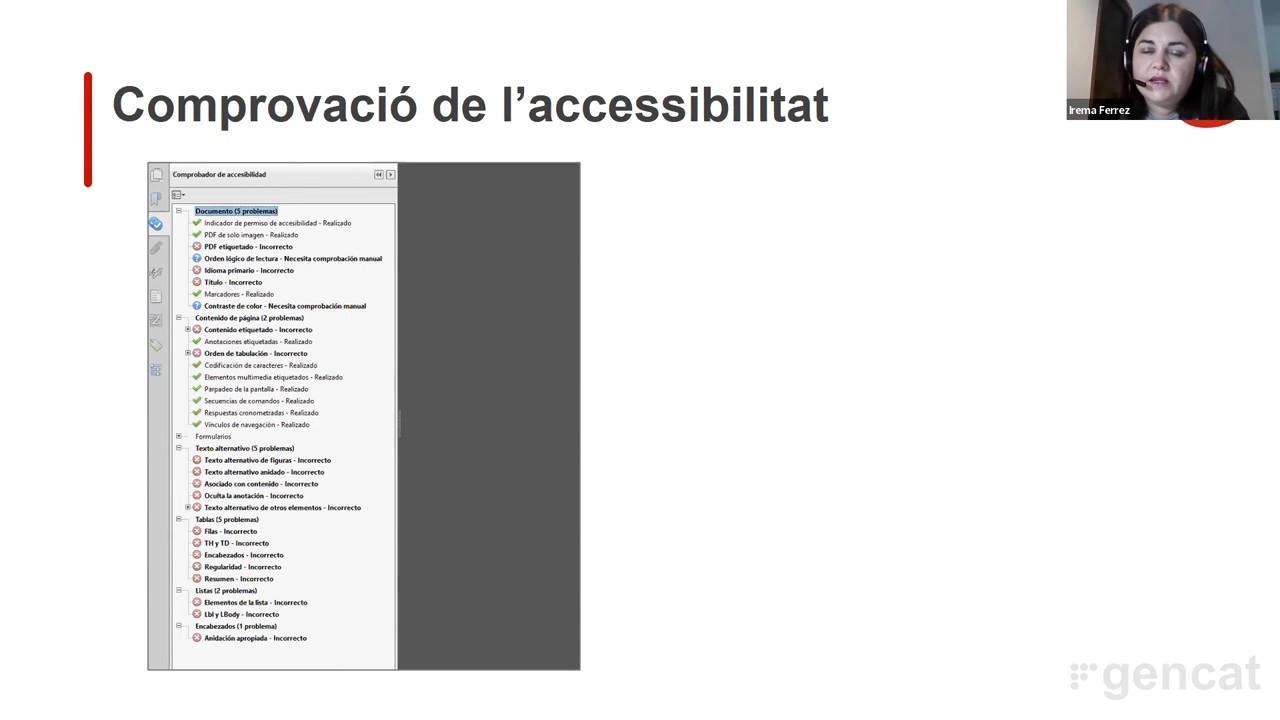 Irema Ferrez
Comprovació de l’accessibilitat
Comprobador de accesibilidad
Documento (5 problemas)
Indicador de permiso de accesibilidad - Realizado
PDF de solo imagen - Realizado
PDF etiquetado - Incorrecto
Orden lógico de lectura - Necesita comprobación manual
Idioma primario - Incorrecto
Título - Incorrecto
Marcadores - Realizado
Contraste de color - Necesita comprobación manual
Contenido de página (2 problemas)
Contenido etiquetado - Incorrecto
Anotaciones etiquetadas - Realizado
Orden de tabulación - Incorrecto
Codificación de caracteres - Realizado
Elementos multimedia etiquetados - Realizado
Parpadeo de la pantalla - Realizado
Secuencias de comandos - Realizado
Respuestas cronometradas - Realizado
Vínculos de navegación - Realizado
Formularios
Texto alternativo (5 problemas)
Texto alternativo de figuras - Incorrecto
Texto alternativo anidado - Incorrecto
Asociado con contenido - Incorrecto
Oculta la anotación - Incorrecto
Texto alternativo de otros elementos - Incorrecto
Tablas (5 problemas)
Filas - Incorrecto
TH y TD - Incorrecto
Encabezados - Incorrecto
Regularidad - Incorrecto
Resumen - Incorrecto
Listas (2 problemas)
Elementos de la lista - Incorrecto
Lbl y LBody - Incorrecto
Encabezados (1 problema)
Anidación apropiada - Incorrecto
gencat